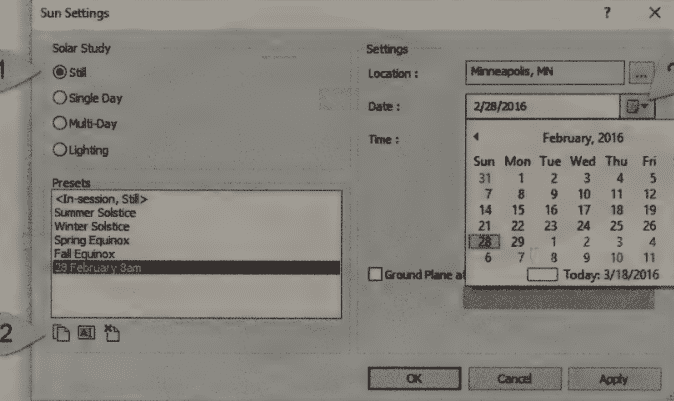 Sun Settings ? ×
1
Solar Study
Still
Single Day
Multi-Day
Lighting
Presets
<In-session, Still>
Summer Solstice
Winter Solstice
Spring Equinox
Fall Equinox
28 February 8am
2
Settings
Location : Minneapolis, MN ...
Date : 2/28/2016
Time :
February, 2016
Sun Mon Tue Wed Thu Fri
31 1 2 3 4 5
7 8 9 10 11 12
14 15 16 17 18 19
21 22 23 24 25 26
28 29 1 2 3 4
6 7 8 9 10 11
Today: 3/18/2016
Ground Plane at
OK Cancel Apply